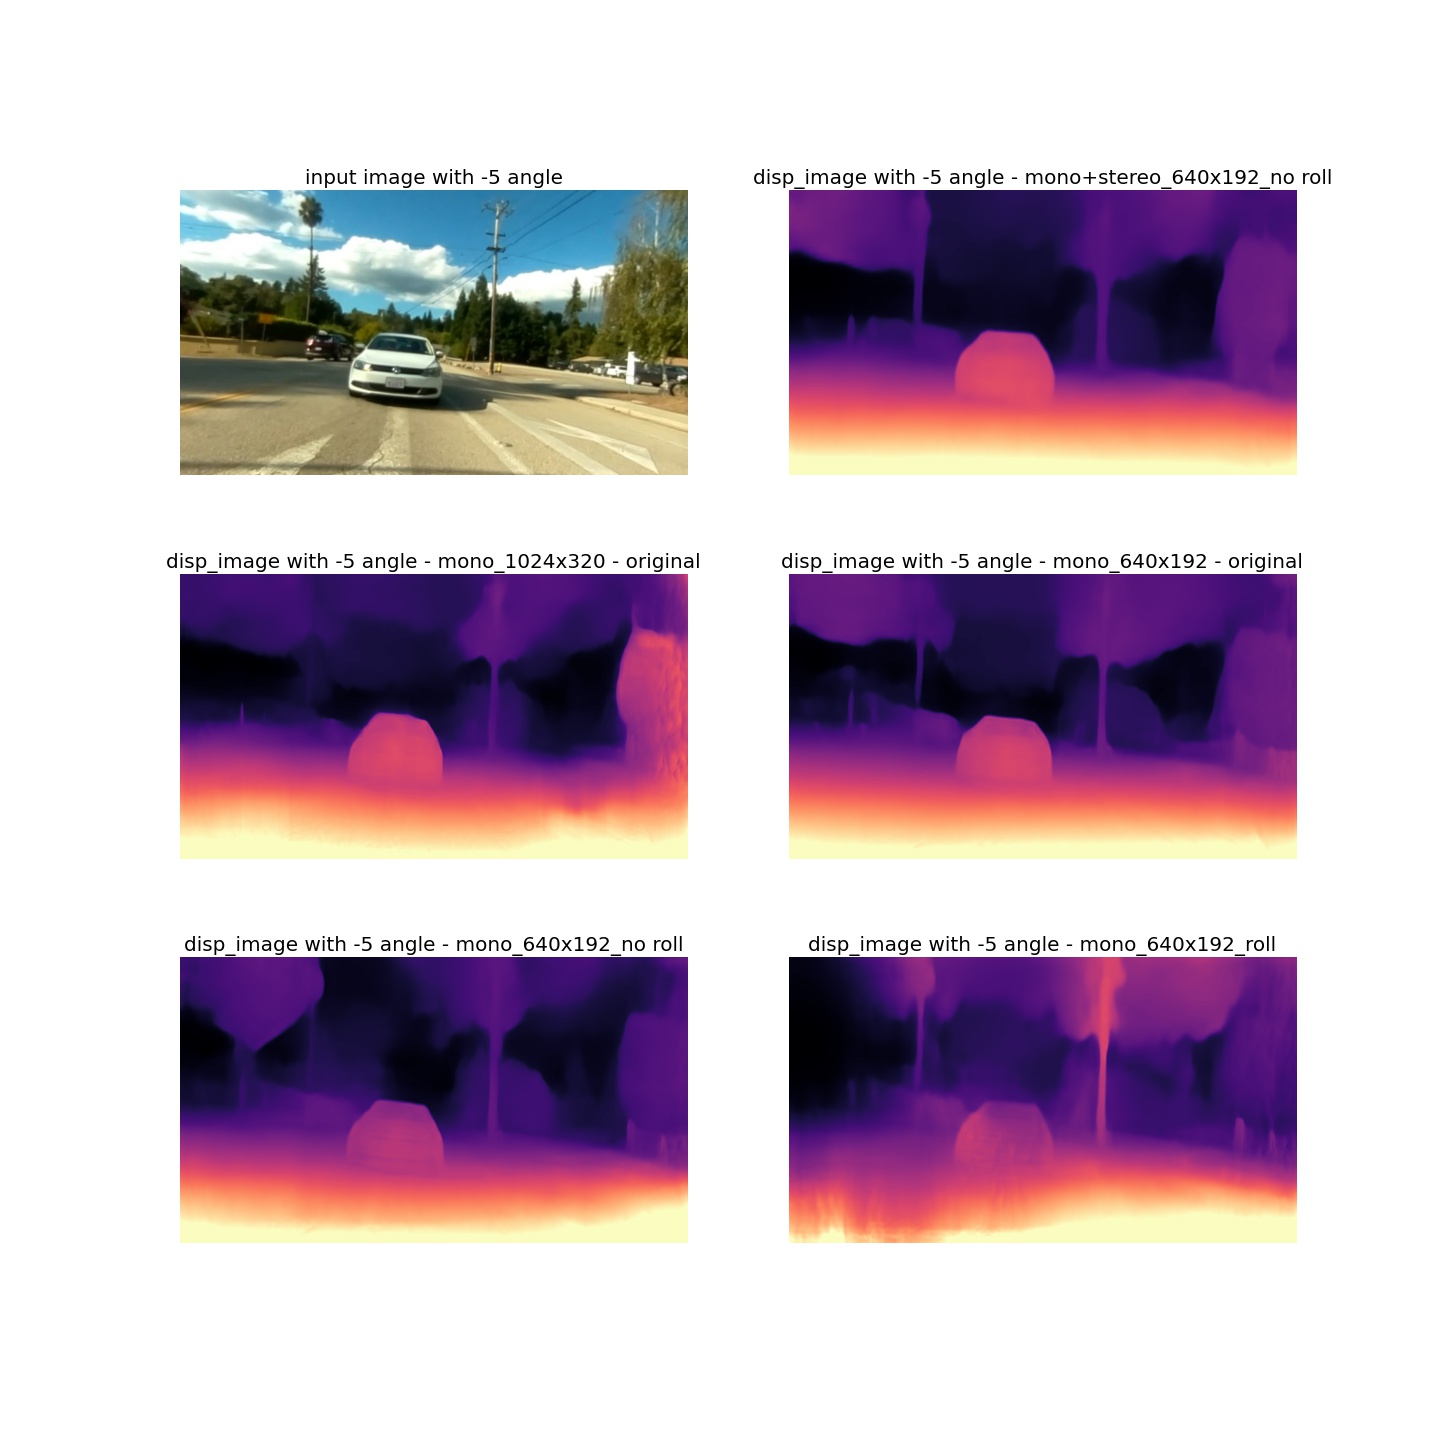 input image with -5 angle
disp_image with -5 angle - mono+stereo_640x192_no roll
disp_image with -5 angle - mono_1024x320 - original
disp_image with -5 angle - mono_640x192 - original
disp_image with -5 angle - mono_640x192_no roll
disp_image with -5 angle - mono_640x192_roll